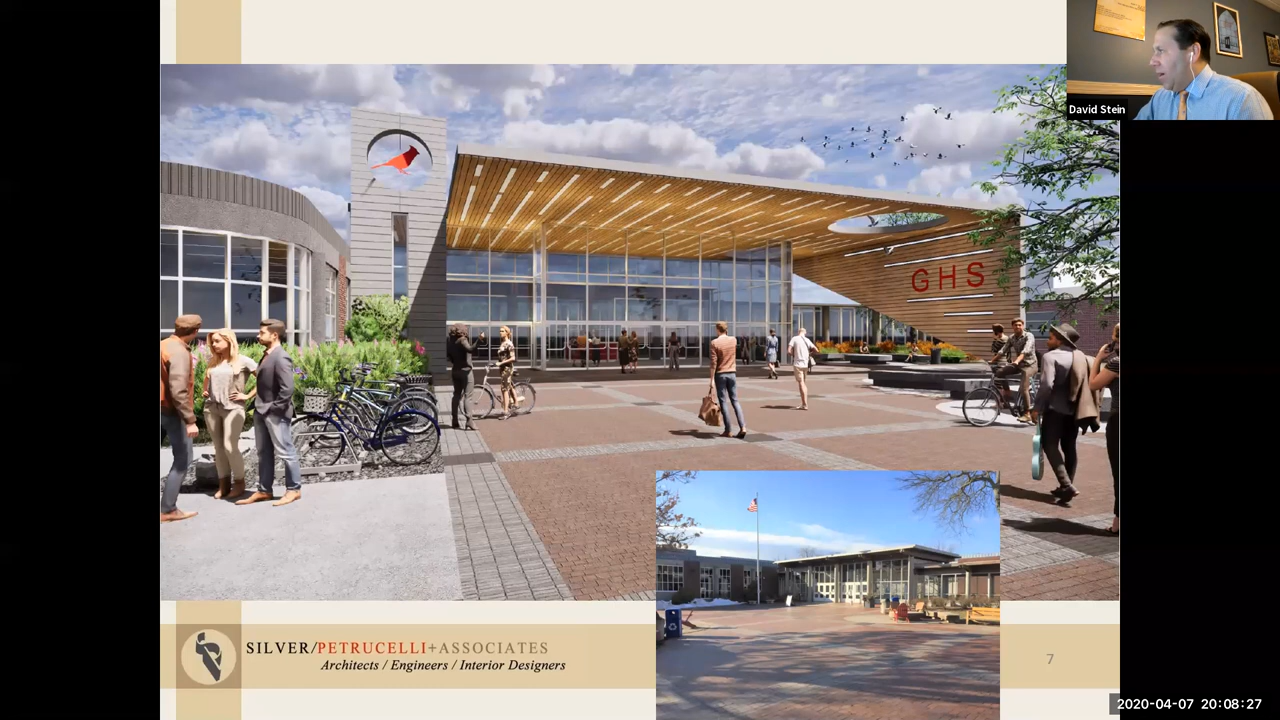 David Stein
GHS
SILVER/PETRUCELLI+ASSOCIATES
Architects / Engineers / Interior Designers
7
2020-04-07 20:08:27